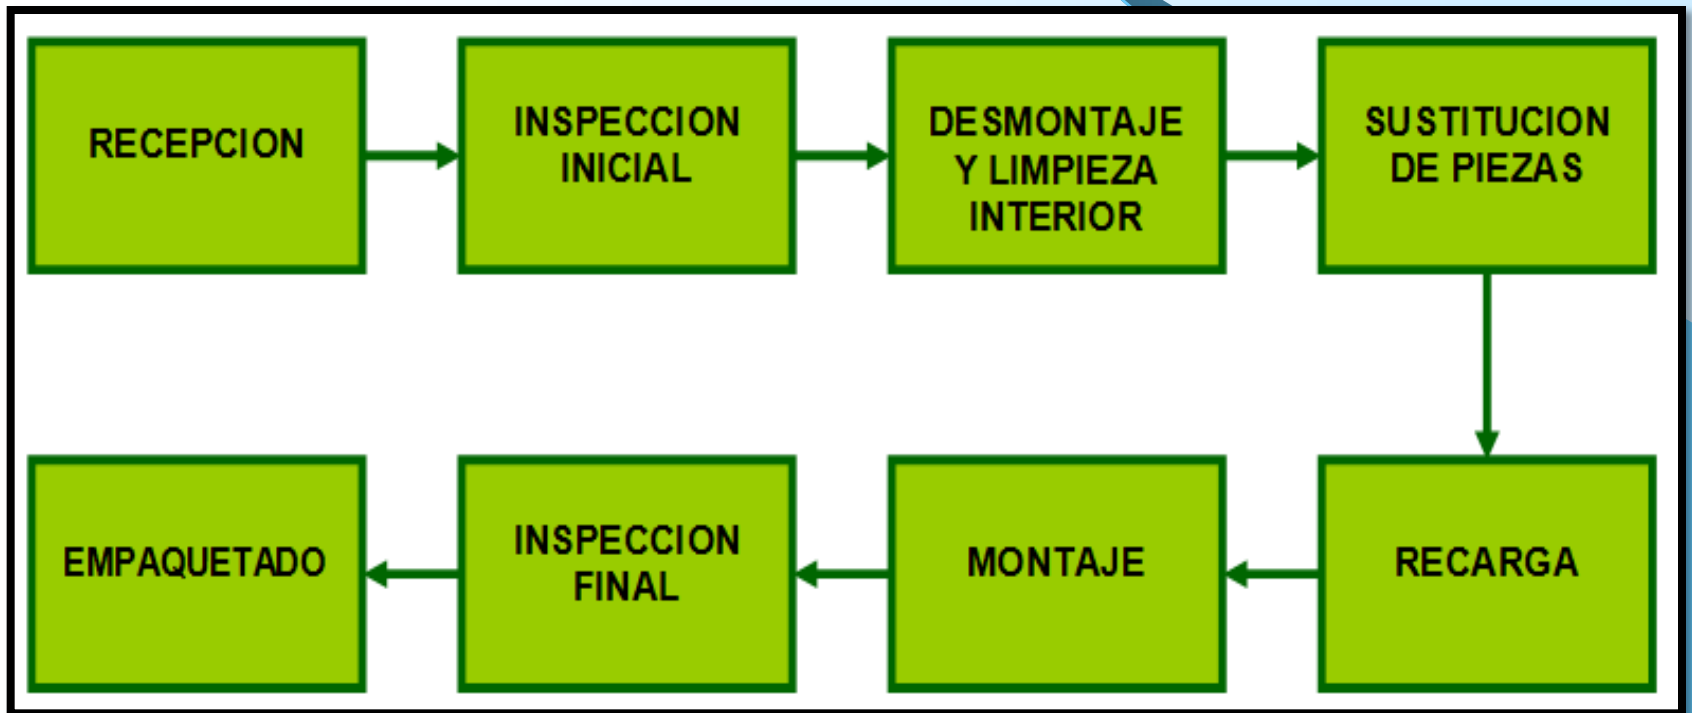 RECEPCION
INSPECCION
INICIAL
DESMONTAJE
Y LIMPIEZA
INTERIOR
SUSTITUCION
DE PIEZAS
RECARGA
MONTAJE
INSPECCION
FINAL
EMPAQUETADO